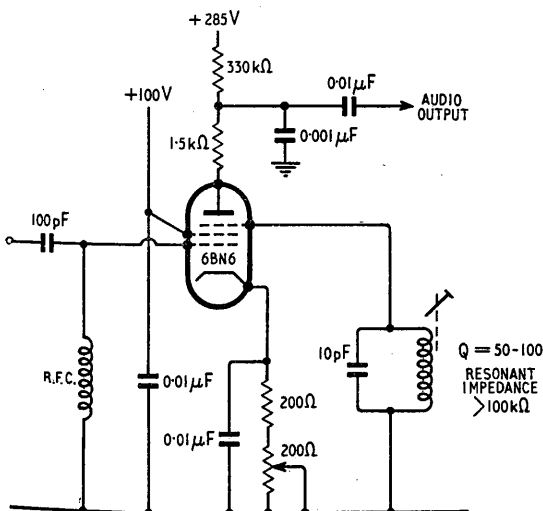 +285V
330kΩ
+100V
0·01μF
AUDIO
OUTPUT
1·5kΩ
0·001μF
100pF
6BN6
10pF
Q = 50-100
RESONANT
IMPEDANCE
>100kΩ
R.F.C.
0·01μF
200Ω
0·01μF
200Ω